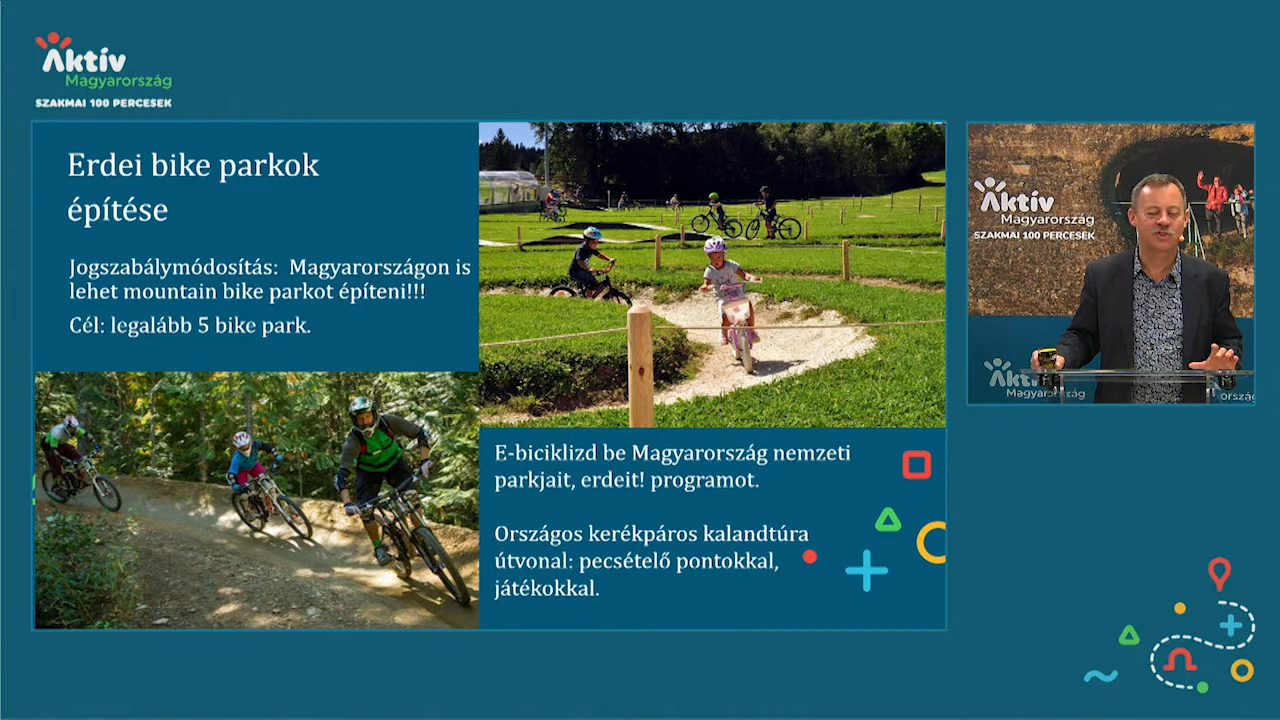 Aktív
Magyarország
SZAKMAI 100 PERCESEK
Erdei bike parkok
építése
Jogszabálymódosítás: Magyarországon is
lehet mountain bike parkot építeni!!!
Cél: legalább 5 bike park.
E-biciklizd be Magyarország nemzeti
parkjait, erdeit! programot.
Országos kerékpáros kalandtúra
útvonal: pecsételő pontokkal,
játékokkal.
Aktív
Magyarország
SZAKMAI 100 PERCESEK